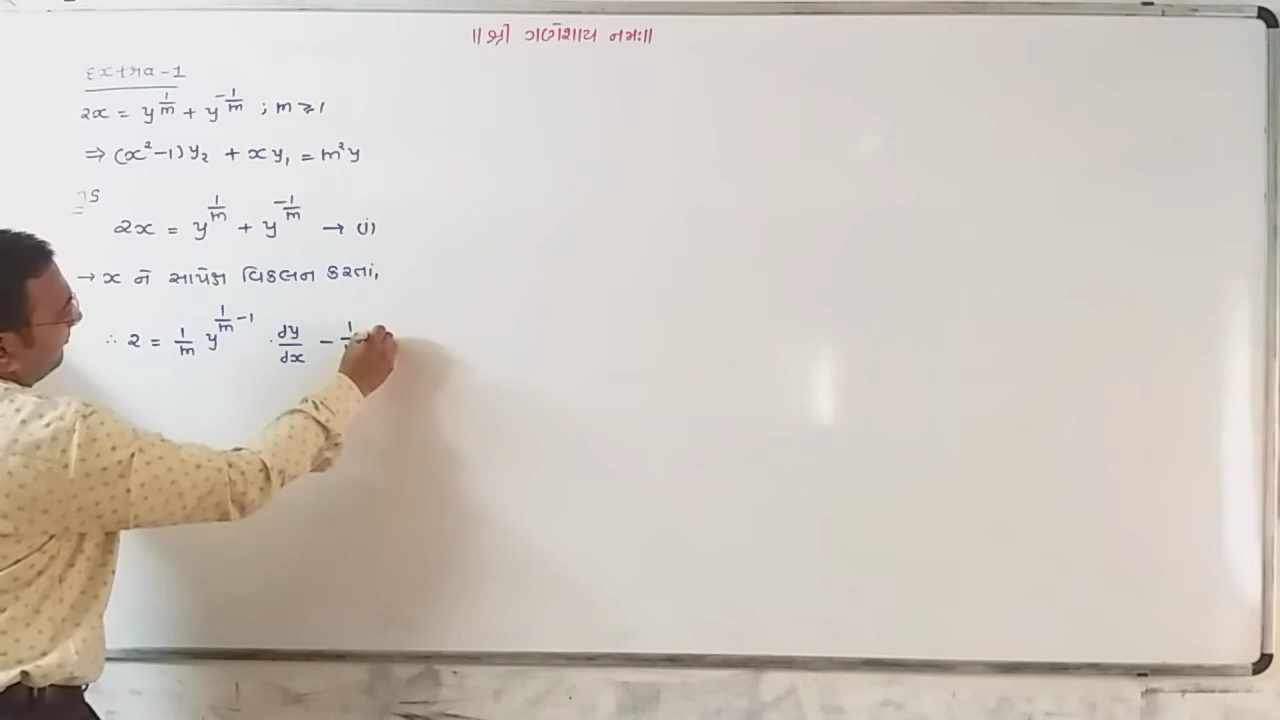 ॥ શ્રી ગણેશાય નમઃ॥
Extra-1
2x = y^{1/m} + y^{-1/m} ; m ≥ 1
⇒ (x²-1)y₂ + xy₁ = m²y
2x = y^{1/m} + y^{-1/m} → (i)
→ x ને સાપેક્ષ વિકલન કરતાં,
∴ 2 = 1/m y^{1/m - 1} · dy/dx - 1